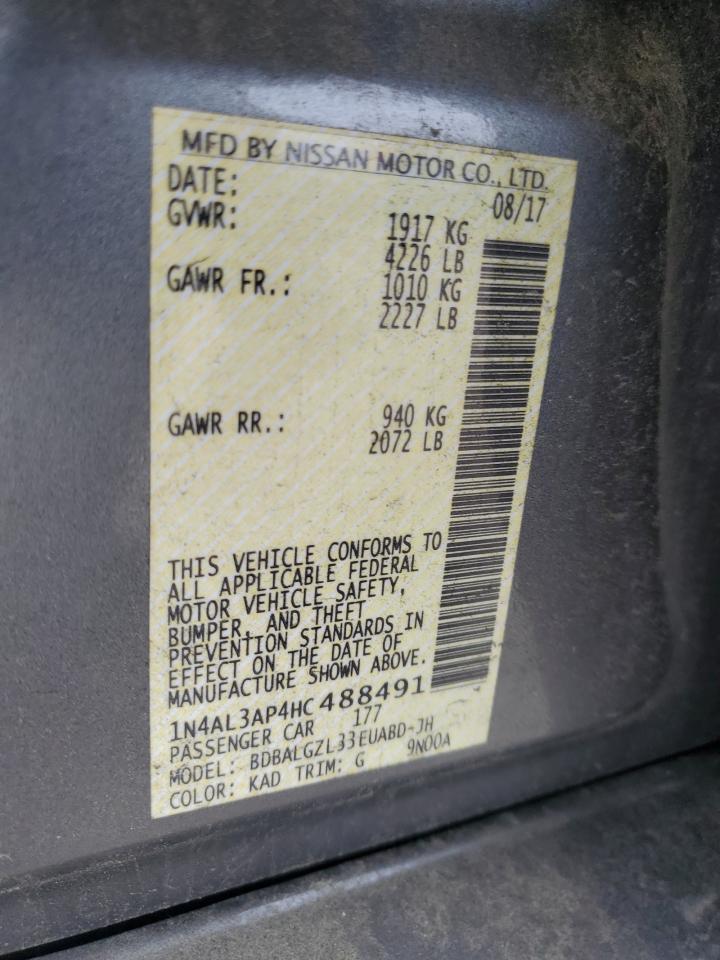 MFD BY NISSAN MOTOR CO., LTD.
DATE: 08/17
GVWR: 1917 KG
4226 LB
GAWR FR.: 1010 KG
2227 LB
GAWR RR.: 940 KG
2072 LB
THIS VEHICLE CONFORMS TO
ALL APPLICABLE FEDERAL
MOTOR VEHICLE SAFETY,
BUMPER, AND THEFT
PREVENTION STANDARDS IN
EFFECT ON THE DATE OF
MANUFACTURE SHOWN ABOVE.
1N4AL3AP4HC488491
PASSENGER CAR 177
MODEL: BDBALGZL33EUABD-JH
COLOR: KAD TRIM: G 9N00A